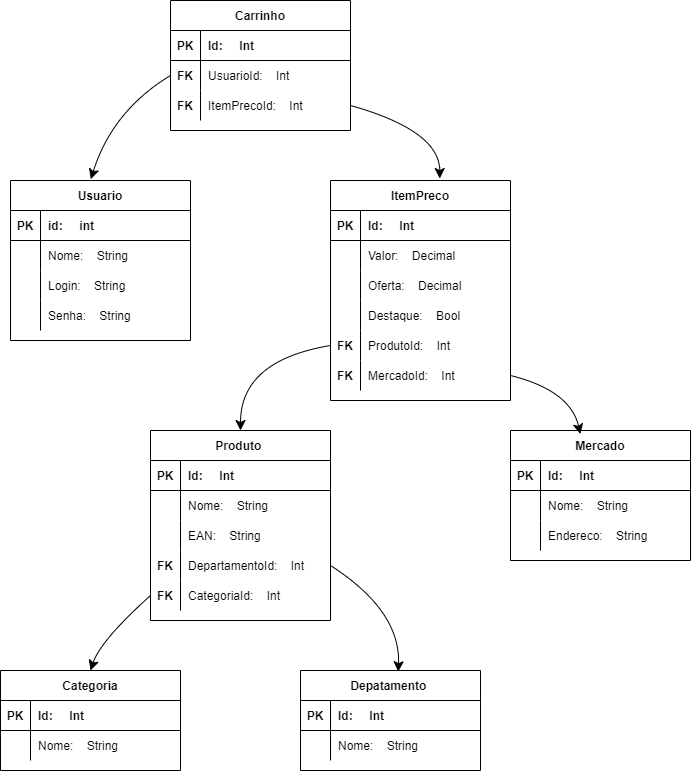 Carrinho
PK Id: Int
FK UsuarioId: Int
FK ItemPrecoId: Int
Usuario
PK id: int
Nome: String
Login: String
Senha: String
ItemPreco
PK Id: Int
Valor: Decimal
Oferta: Decimal
Destaque: Bool
FK ProdutoId: Int
FK MercadoId: Int
Produto
PK Id: Int
Nome: String
EAN: String
FK DepartamentoId: Int
FK CategoriaId: Int
Mercado
PK Id: Int
Nome: String
Endereco: String
Categoria
PK Id: Int
Nome: String
Depatamento
PK Id: Int
Nome: String